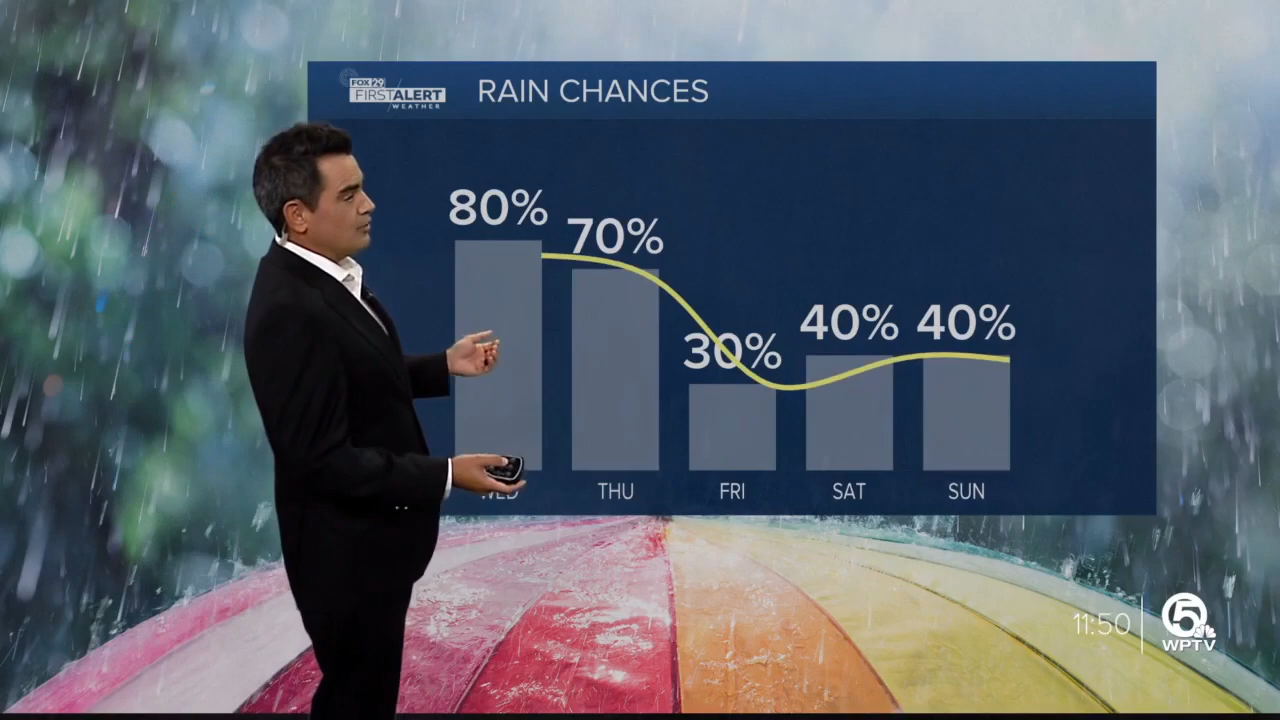 FOX 29
FIRST ALERT
WEATHER
RAIN CHANCES
80% 70% 30% 40% 40%
WED THU FRI SAT SUN
11:50
5
WPTV